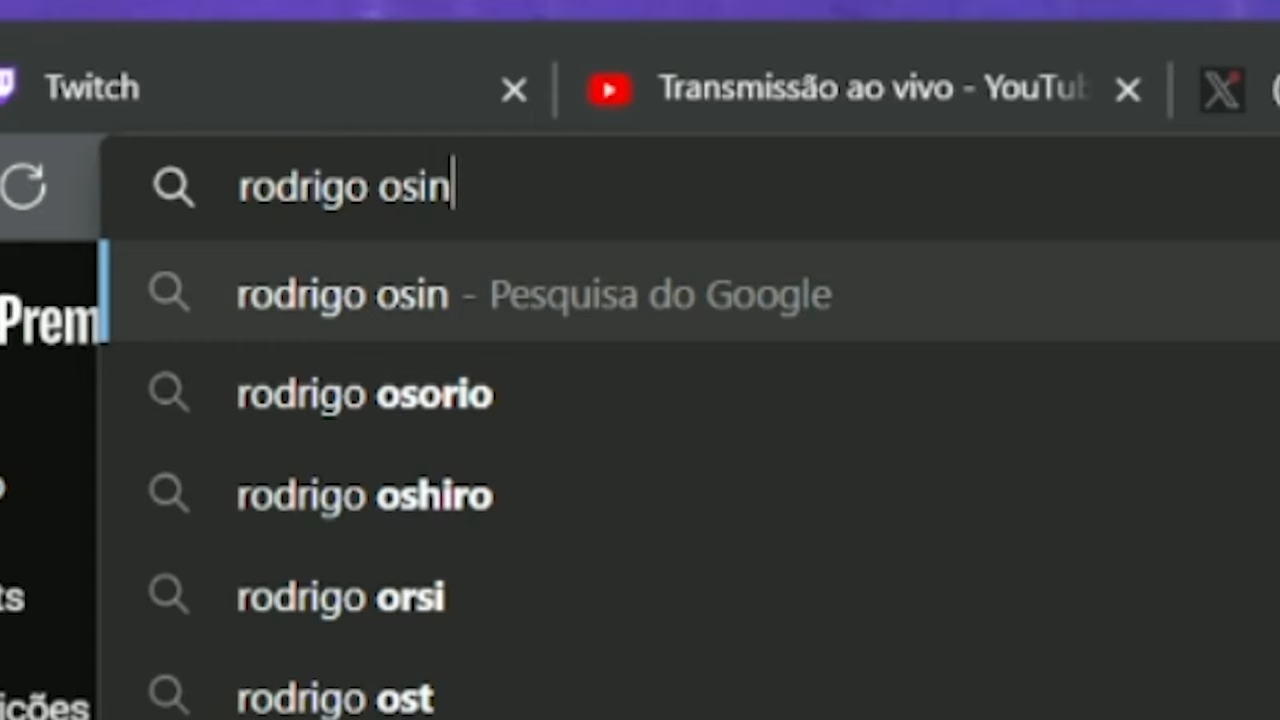 Twitch
Transmissão ao vivo - YouTub
rodrigo osin
rodrigo osin - Pesquisa do Google
Prem
rodrigo osorio
rodrigo oshiro
rodrigo orsi
ts
rodrigo ost
ições